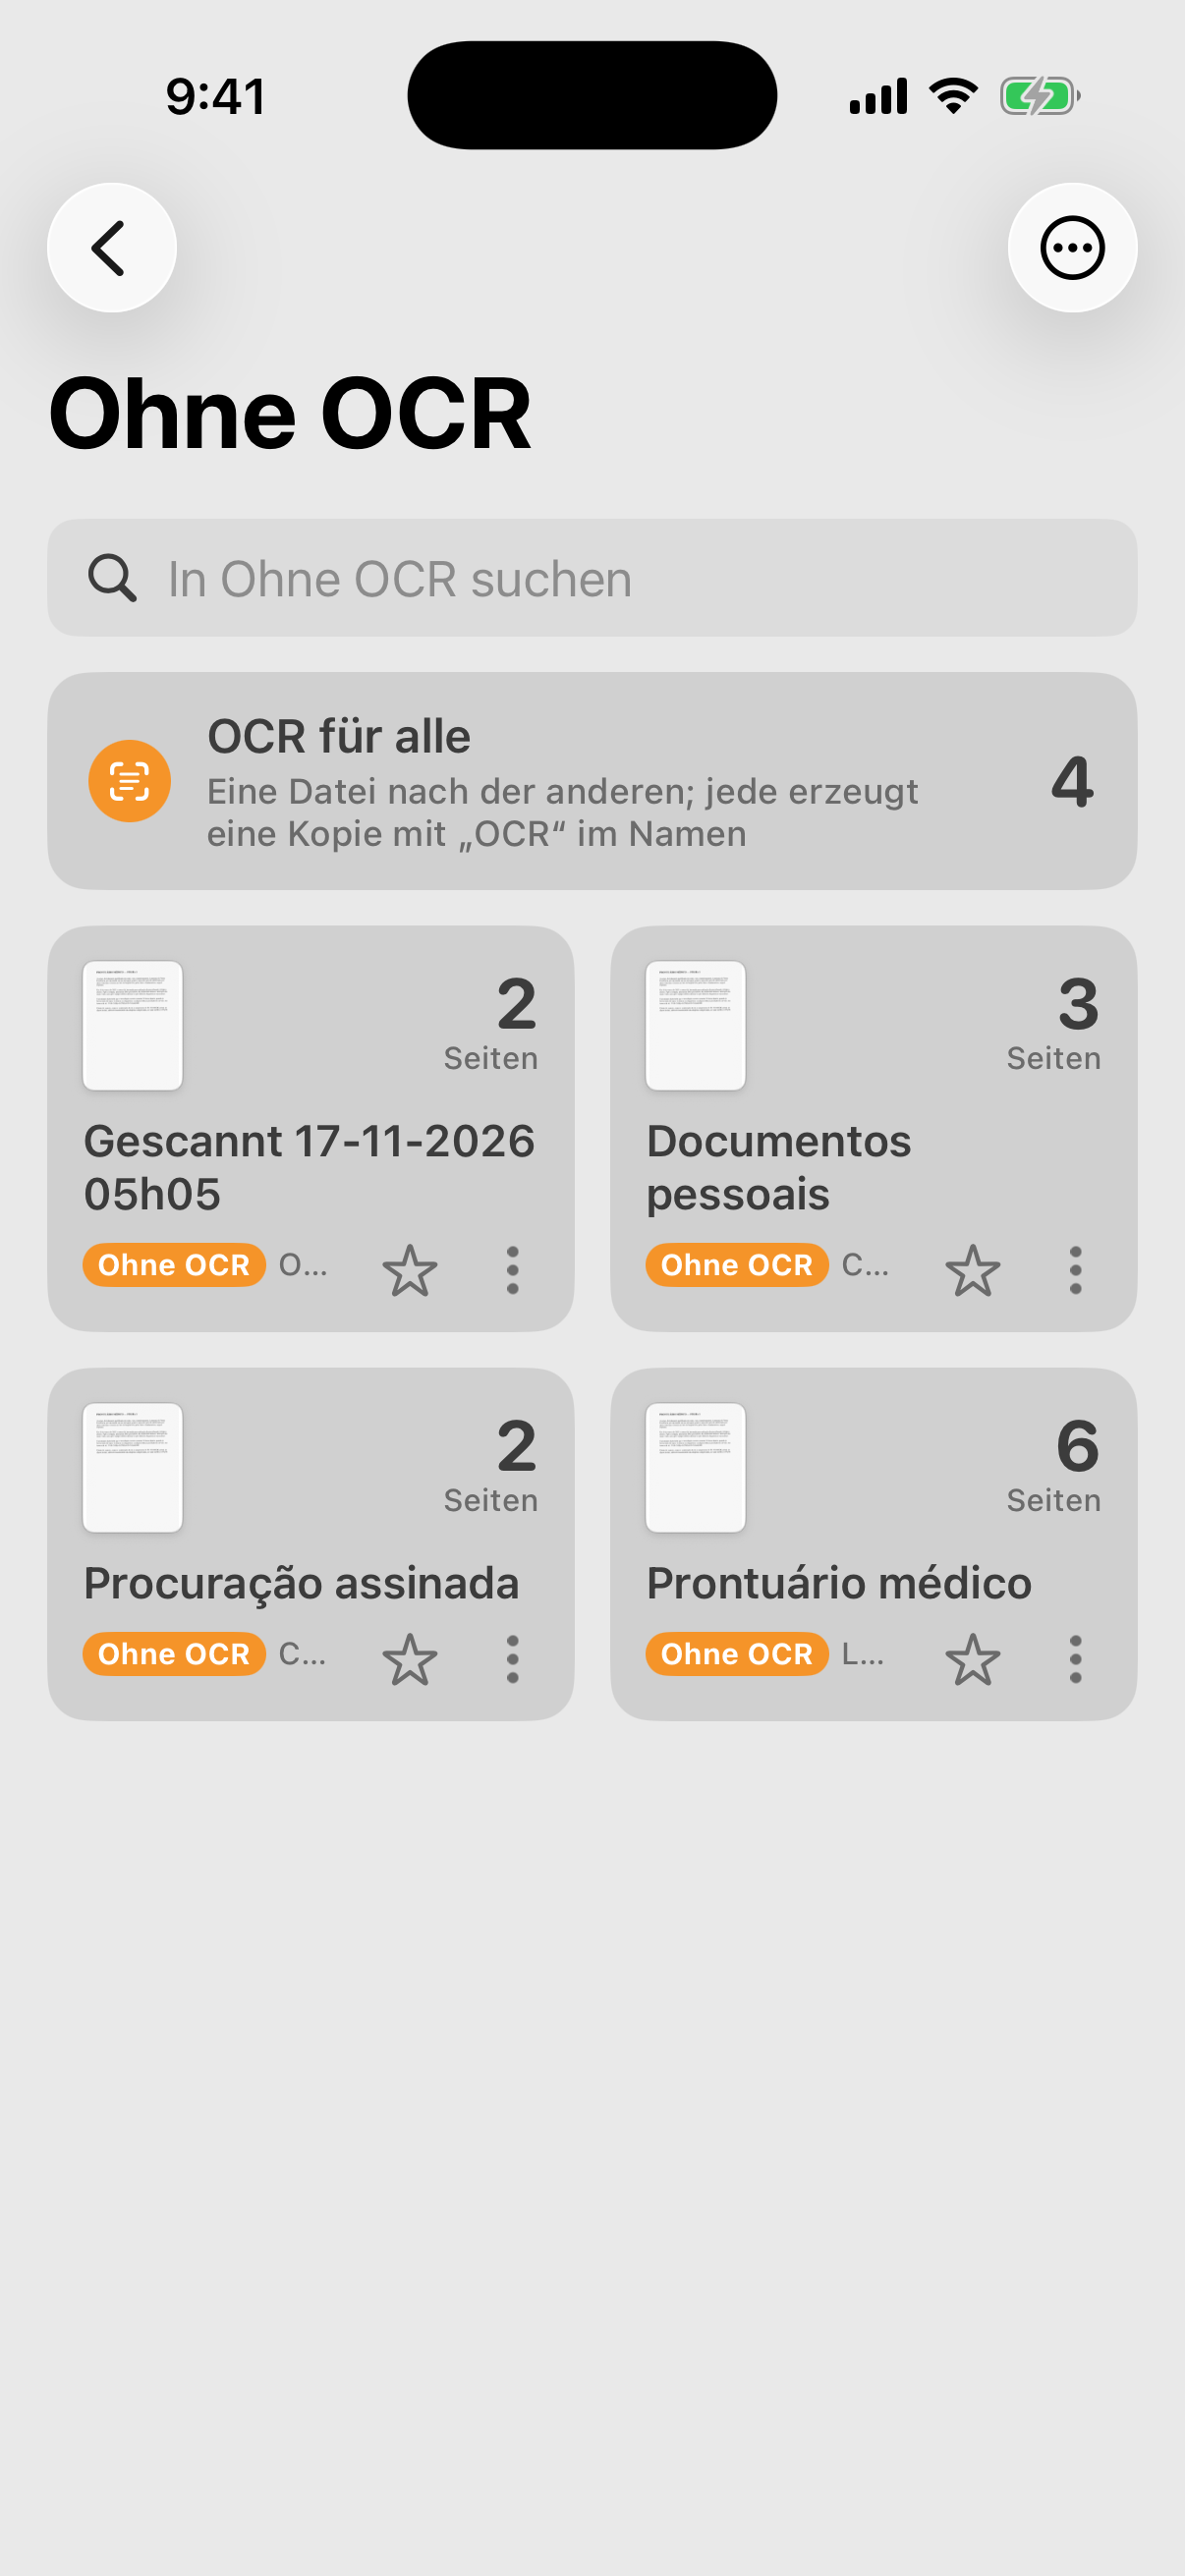 9:41
Ohne OCR
In Ohne OCR suchen
OCR für alle
Eine Datei nach der anderen; jede erzeugt
eine Kopie mit „OCR“ im Namen
4
2
Seiten
Gescannt 17-11-2026
05h05
Ohne OCR O...
3
Seiten
Documentos
pessoais
Ohne OCR C...
2
Seiten
Procuração assinada
Ohne OCR C...
6
Seiten
Prontuário médico
Ohne OCR L...